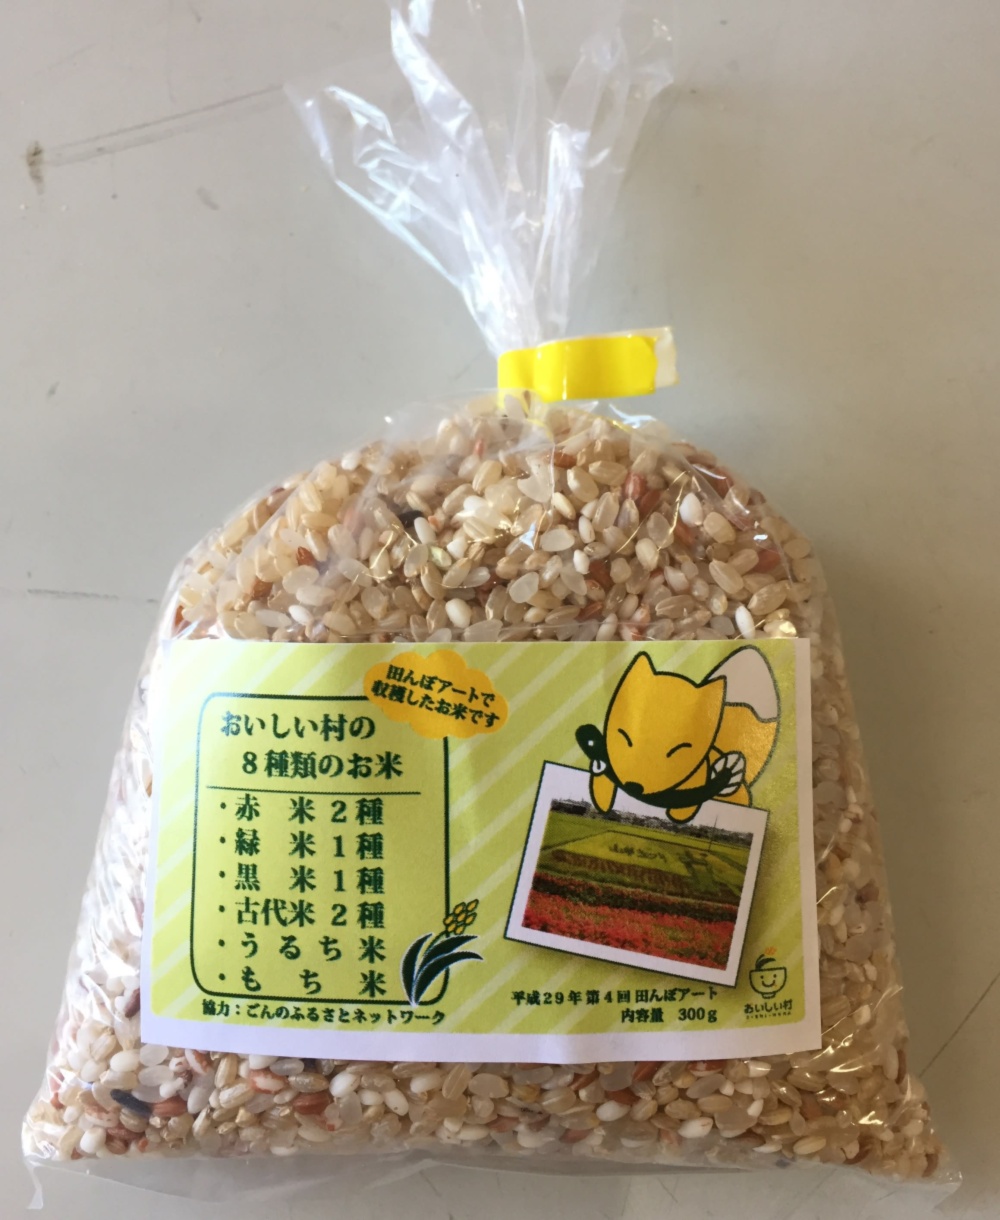 田んぼアートで
収穫したお米です
おいしい村の
8種類のお米
・赤 米 2 種
・緑 米 1 種
・黒 米 1 種
・古代米 2 種
・う る ち 米
・も ち 米
協力：ごんのふるさとネットワーク
平成29年 第4回 田んぼアート
内容量 300g
おいしい村